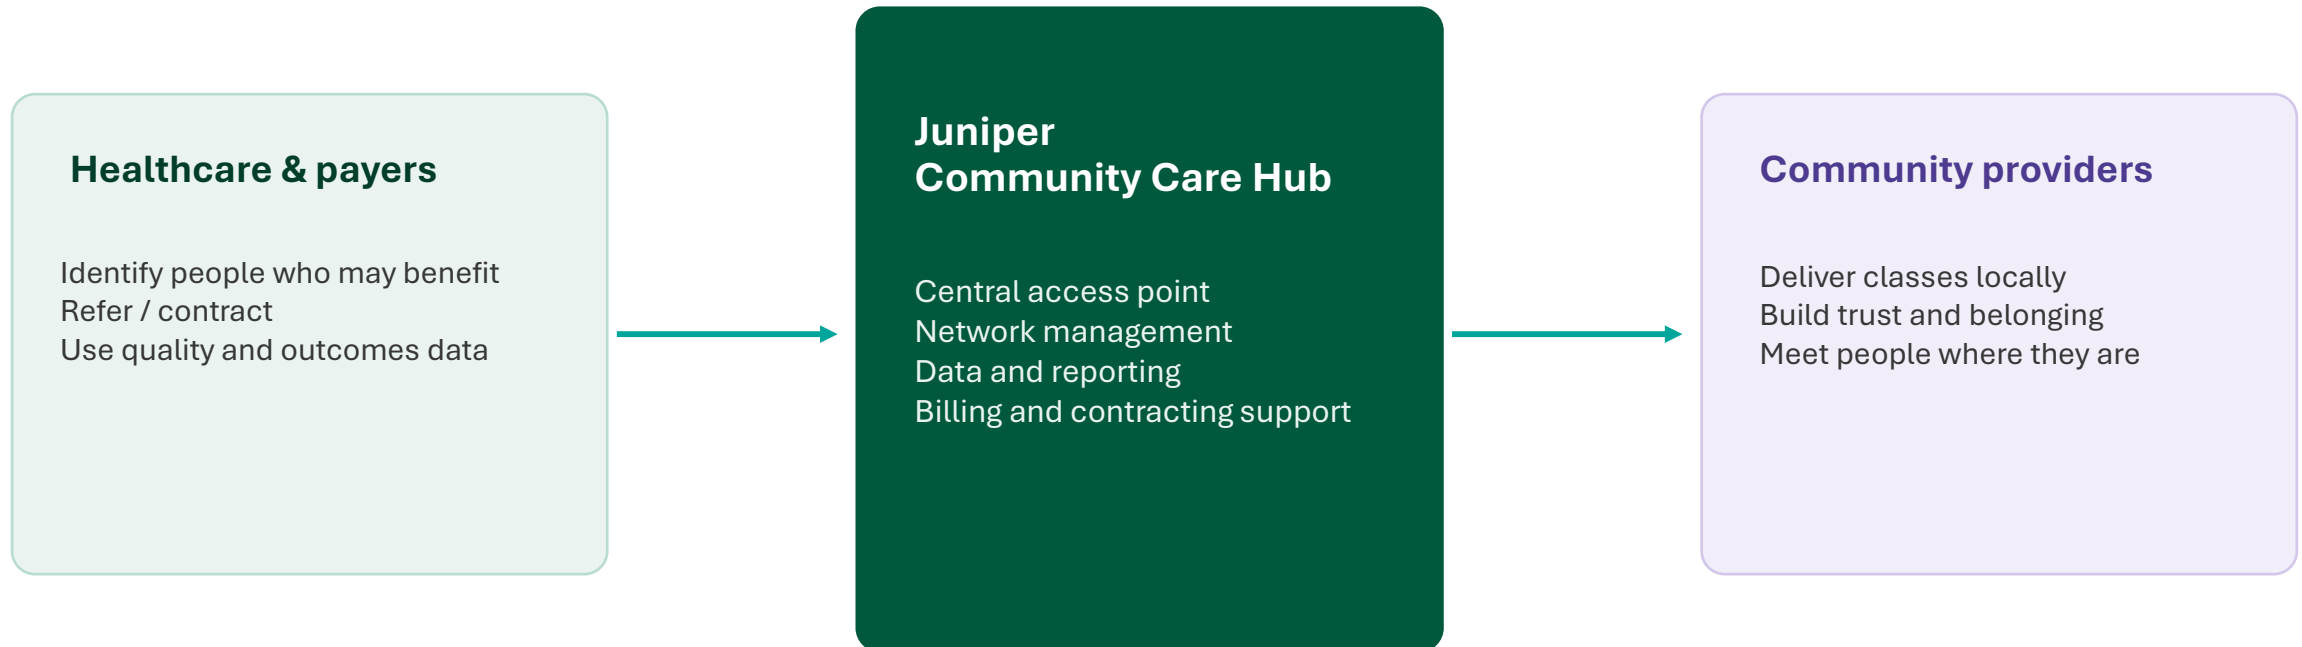 Healthcare & payers
Identify people who may benefit
Refer / contract
Use quality and outcomes data
Juniper
Community Care Hub
Central access point
Network management
Data and reporting
Billing and contracting support
Community providers
Deliver classes locally
Build trust and belonging
Meet people where they are